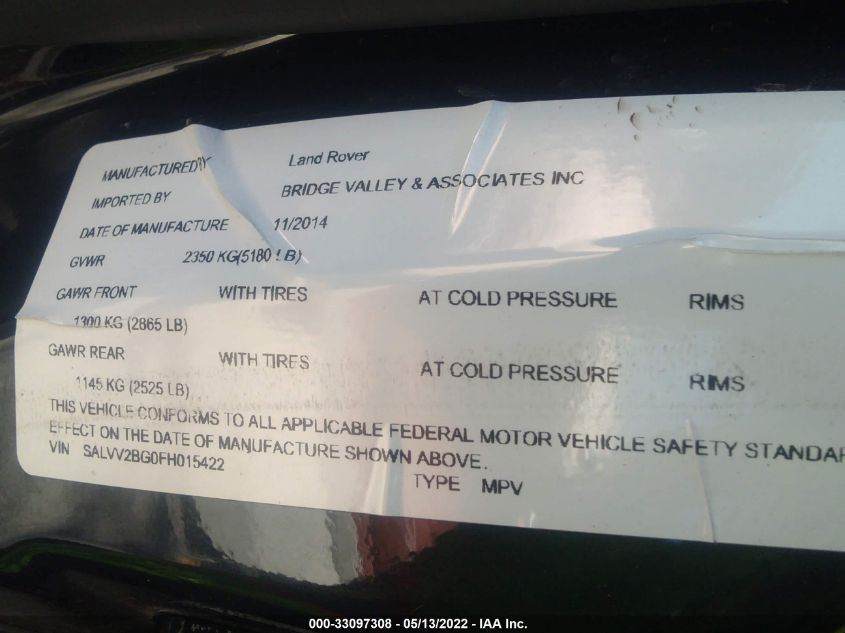 MANUFACTURED BY Land Rover
IMPORTED BY BRIDGE VALLEY & ASSOCIATES INC
DATE OF MANUFACTURE 11/2014
GVWR 2350 KG(5180 LB)
GAWR FRONT WITH TIRES AT COLD PRESSURE RIMS
1300 KG (2865 LB)
GAWR REAR WITH TIRES AT COLD PRESSURE RIMS
1145 KG (2525 LB)
THIS VEHICLE CONFORMS TO ALL APPLICABLE FEDERAL MOTOR VEHICLE SAFETY STANDAR
EFFECT ON THE DATE OF MANUFACTURE SHOWN ABOVE.
VIN SALVV2BG0FH015422 TYPE MPV
000-33097308 - 05/13/2022 - IAA Inc.